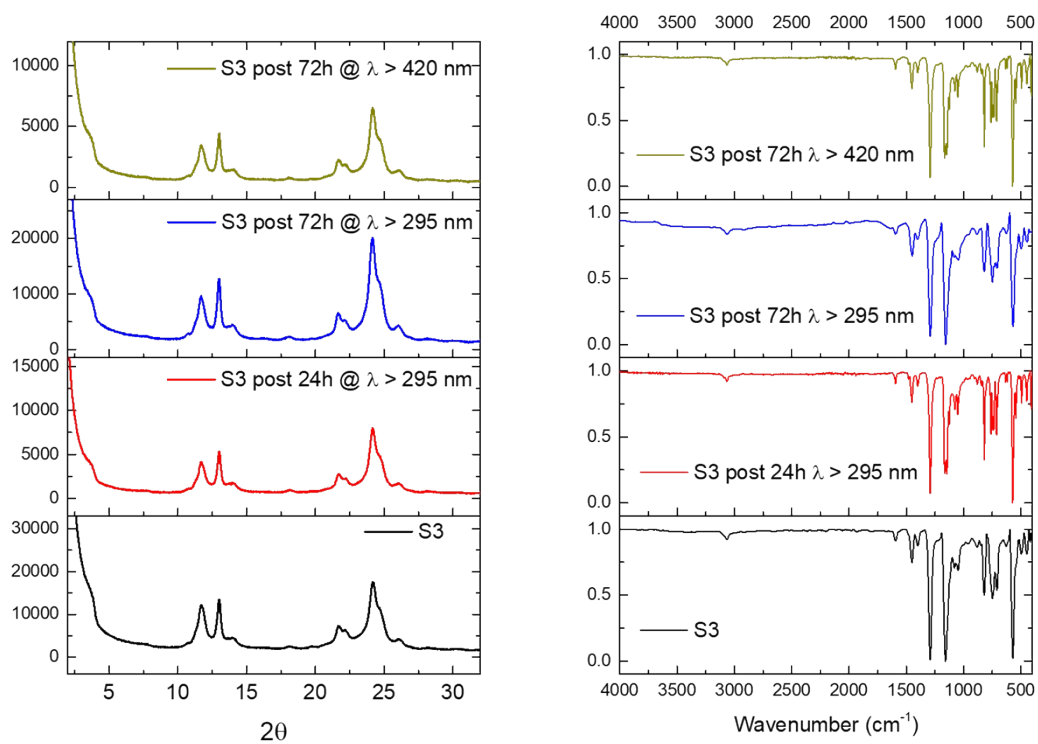 S3 post 72h @ λ > 420 nm
10000
5000
0
S3 post 72h @ λ > 295 nm
20000
10000
0
S3 post 24h @ λ > 295 nm
15000
10000
5000
0
S3
30000
20000
10000
0
5 10 15 20 25 30
2θ
4000 3500 3000 2500 2000 1500 1000 500
1.0
0.5
0.0
S3 post 72h λ > 420 nm
1.0
0.5
0.0
S3 post 72h λ > 295 nm
1.0
0.5
0.0
S3 post 24h λ > 295 nm
1.0
0.5
0.0
S3
4000 3500 3000 2500 2000 1500 1000 500
Wavenumber (cm⁻¹)